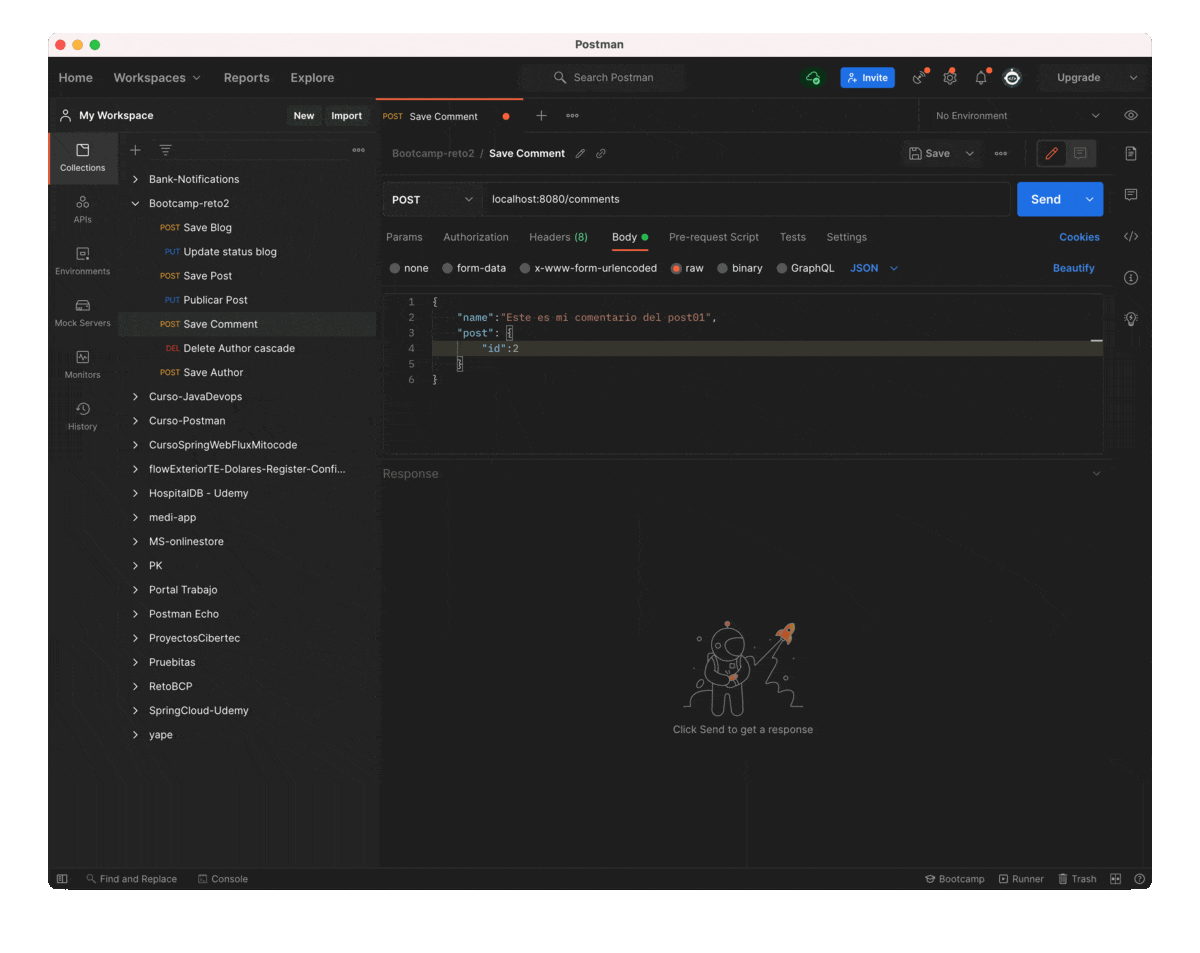 Postman
Home Workspaces Reports Explore Search Postman Invite Upgrade
My Workspace New Import
POST Save Comment
No Environment
Bootcamp-reto2 / Save Comment Save
Collections
APIs
Environments
Mock Servers
Monitors
History
Bank-Notifications
Bootcamp-reto2
POST Save Blog
PUT Update status blog
POST Save Post
PUT Publicar Post
POST Save Comment
DEL Delete Author cascade
POST Save Author
Curso-JavaDevops
Curso-Postman
CursoSpringWebFluxMitocode
flowExteriorTE-Dolares-Register-Confi...
HospitalDB - Udemy
medi-app
MS-onlinestore
PK
Portal Trabajo
Postman Echo
ProyectosCibertec
Pruebitas
RetoBCP
SpringCloud-Udemy
yape
POST localhost:8080/comments Send
Params Authorization Headers (8) Body Pre-request Script Tests Settings Cookies
none form-data x-www-form-urlencoded raw binary GraphQL JSON Beautify
1 {
2 "name":"Este es mi comentario del post01",
3 "post": {
4 "id":2
5 }
6 }
Response
Click Send to get a response
Find and Replace Console Bootcamp Runner Trash